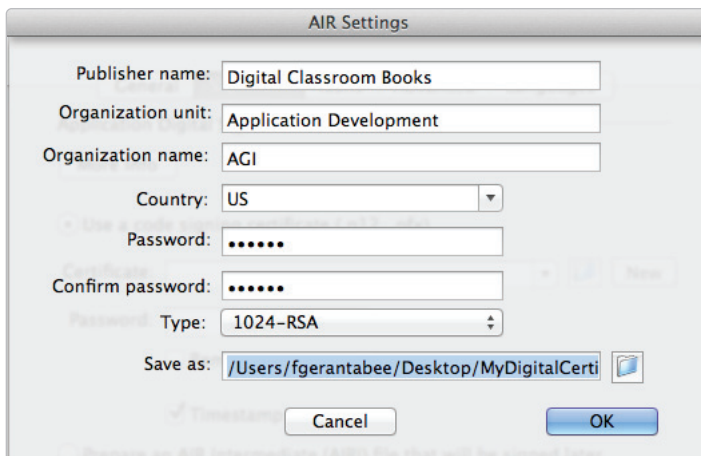 AIR Settings
Publisher name: Digital Classroom Books
Organization unit: Application Development
Organization name: AGI
Country: US
Password: ••••••
Confirm password: ••••••
Type: 1024-RSA
Save as: /Users/fgerantabee/Desktop/MyDigitalCerti
Cancel OK